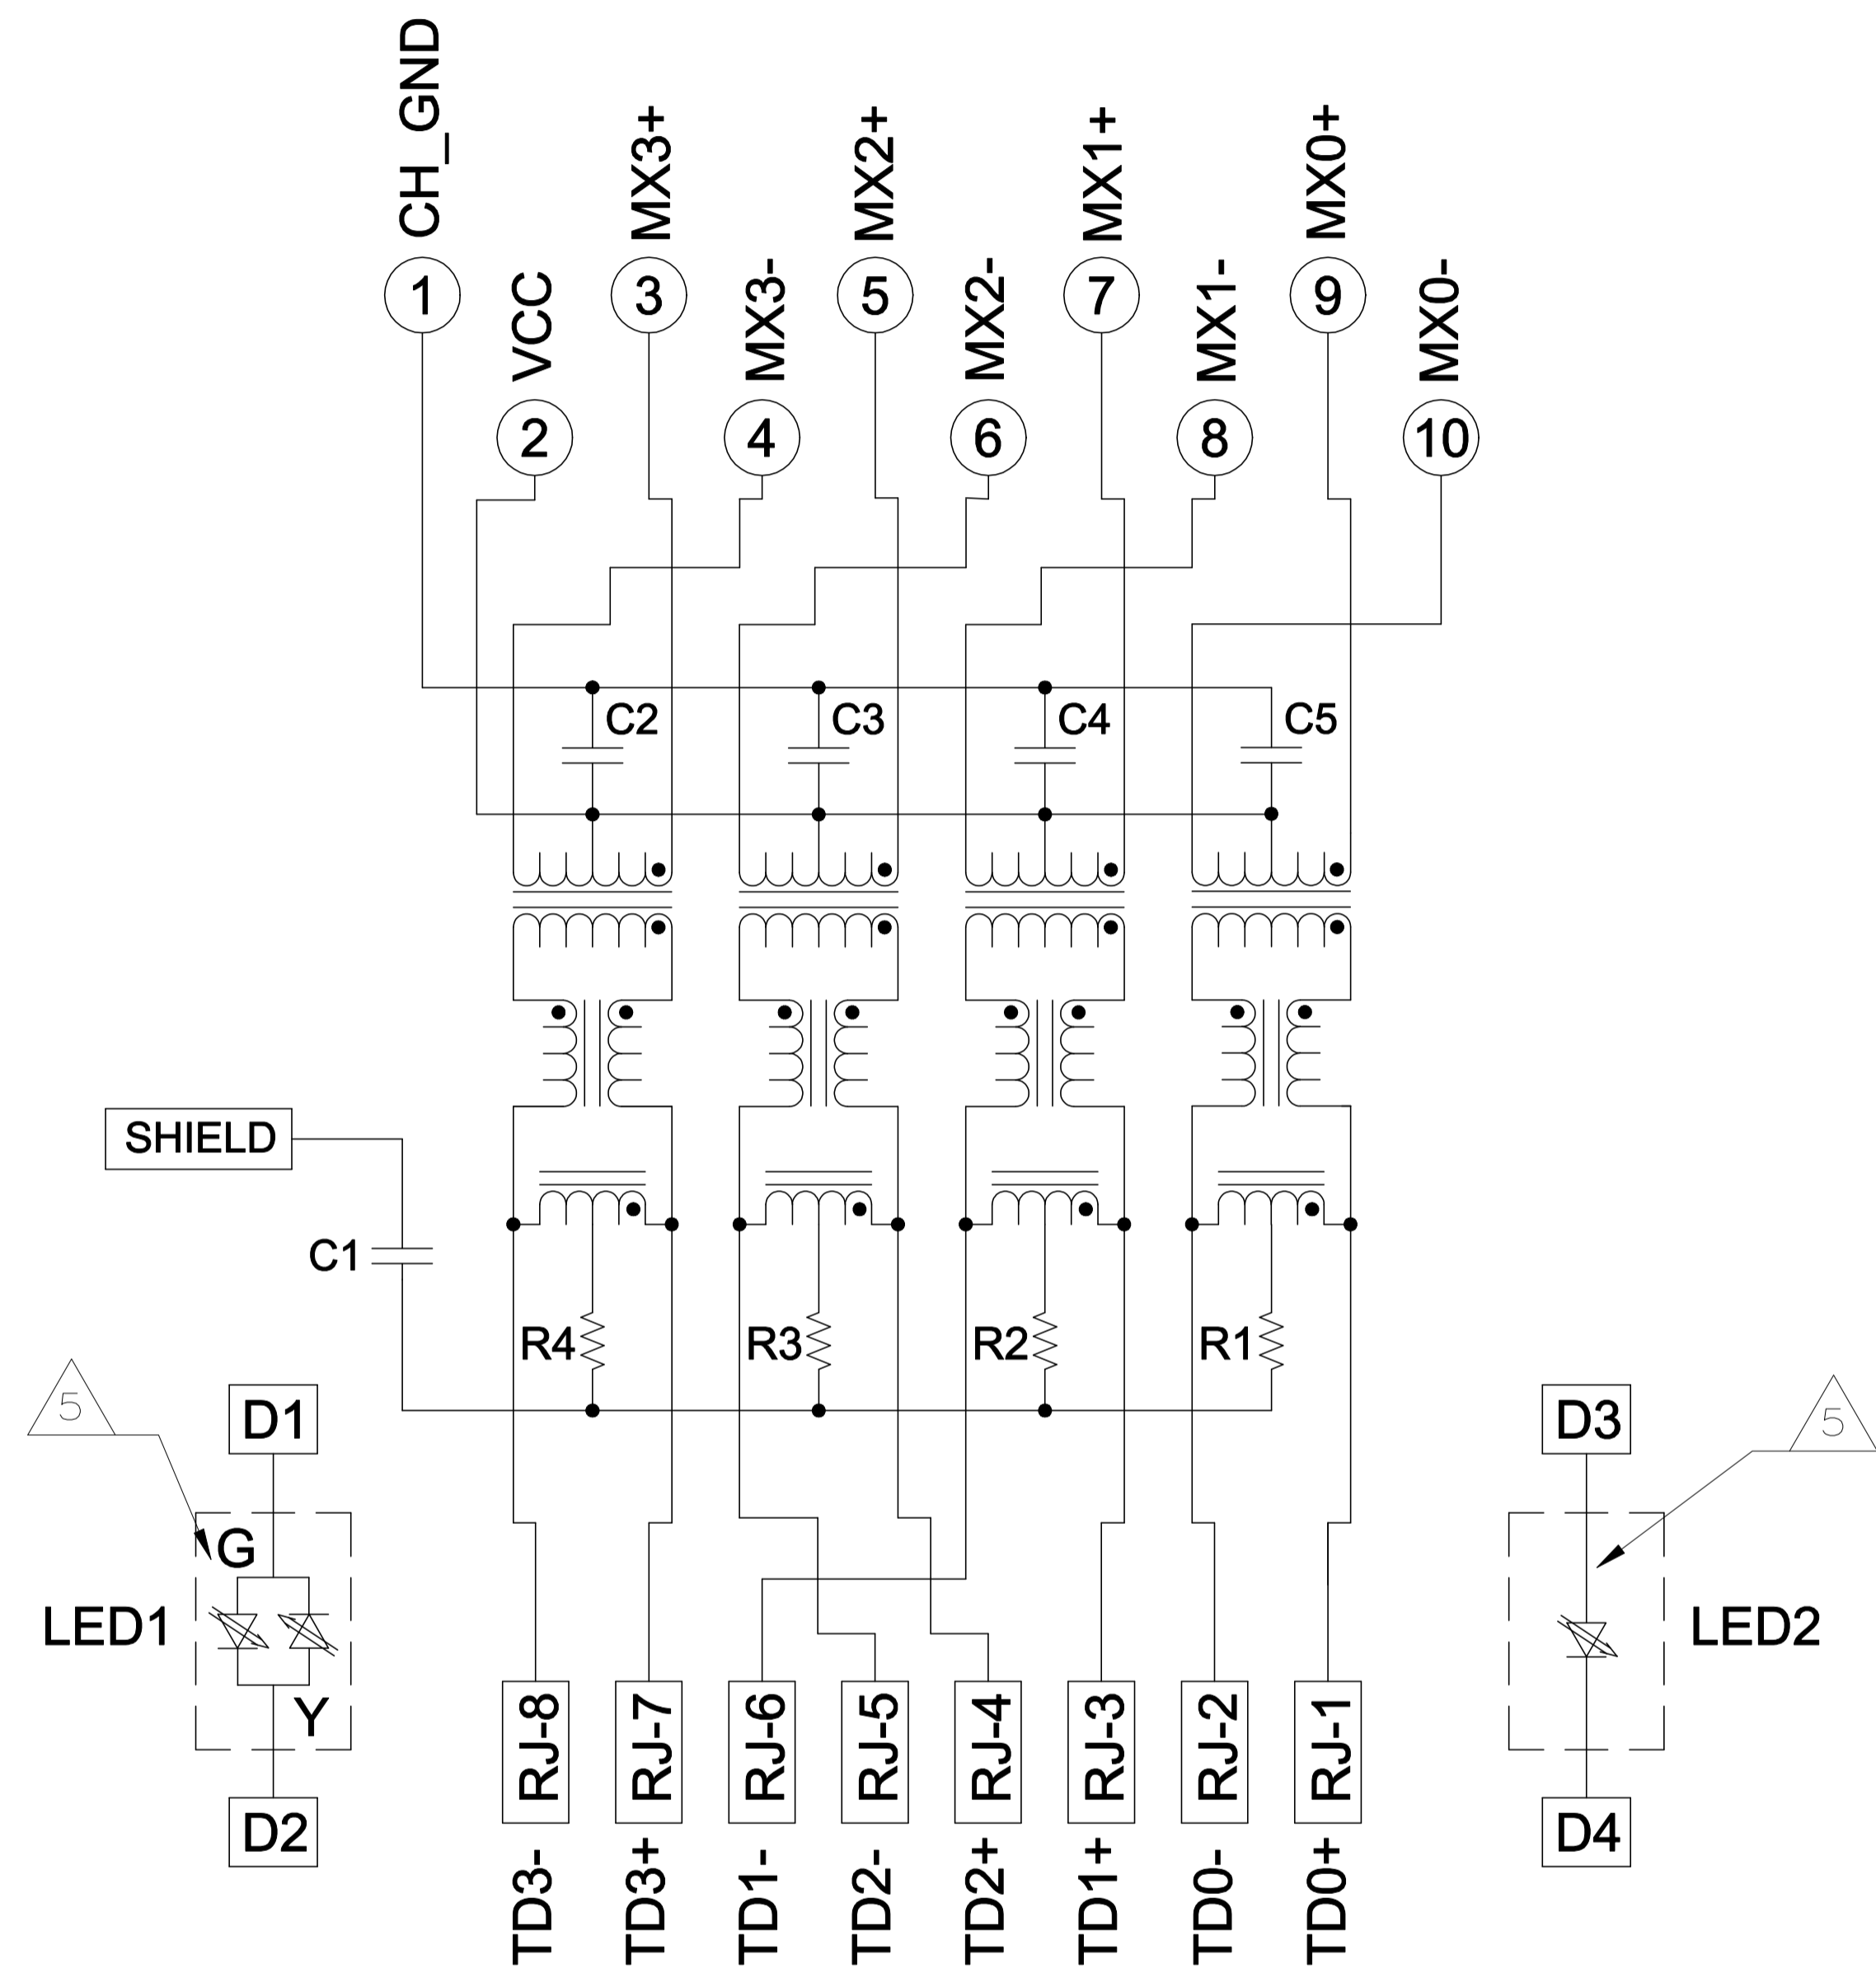 CH_GND
MX3+
MX2+
MX1+
MX0+
1
VCC
3
MX3-
5
MX2-
7
MX1-
9
MX0-
2
4
6
8
10
C2
C3
C4
C5
SHIELD
C1
R4
R3
R2
R1
5
D1
D3
5
G
LED1
LED2
Y
RJ-8
RJ-7
RJ-6
RJ-5
RJ-4
RJ-3
RJ-2
RJ-1
D2
D4
TD3-
TD3+
TD1-
TD2-
TD2+
TD1+
TD0-
TD0+